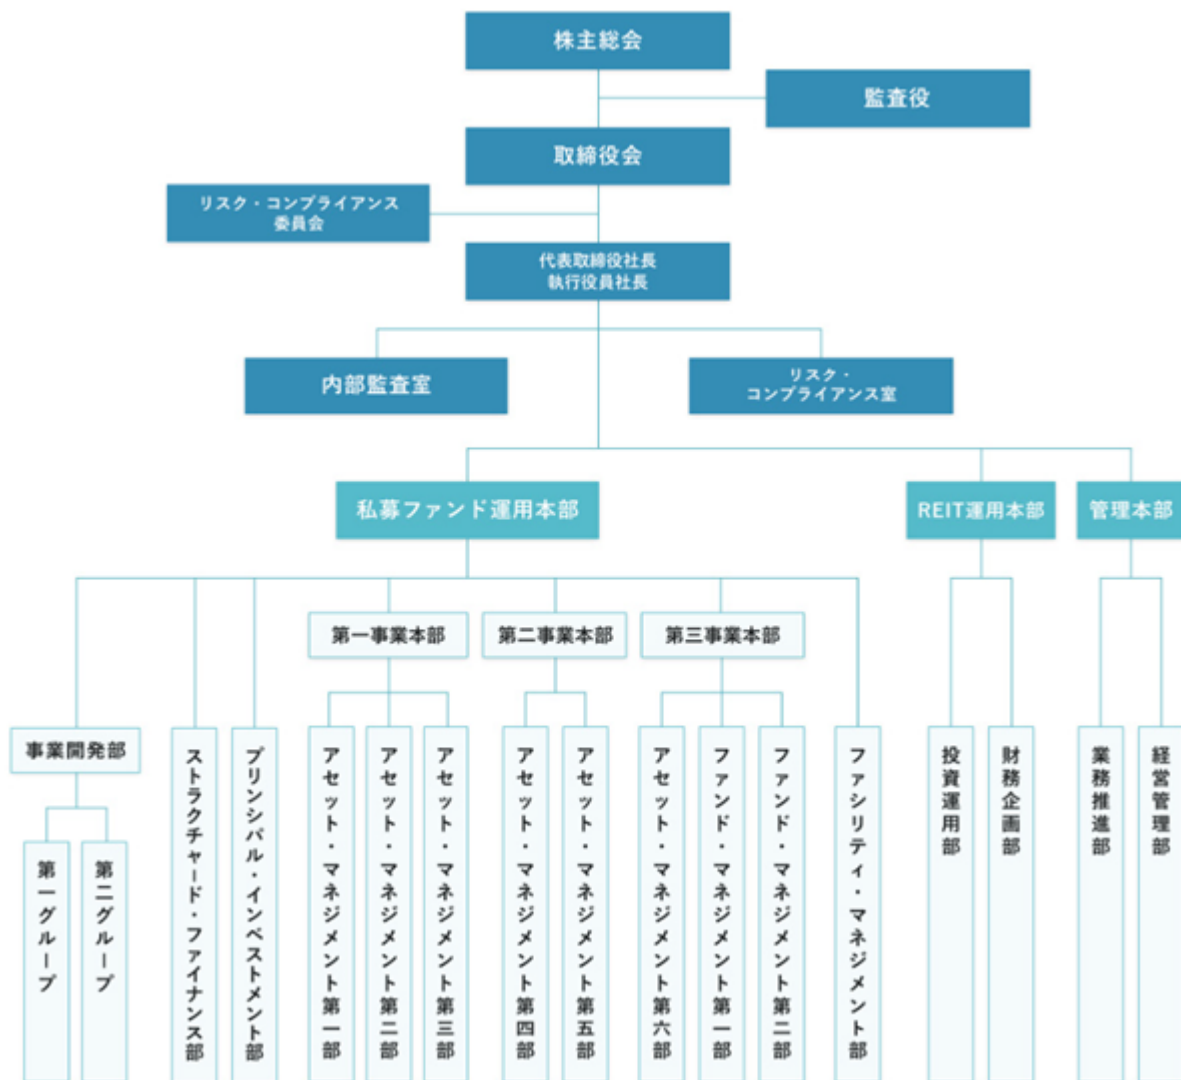 株主総会
監査役
取締役会
リスク・コンプライアンス
委員会
代表取締役社長
執行役員社長
内部監査室
リスク・
コンプライアンス室
私募ファンド運用本部
REIT運用本部
管理本部
第一事業本部
第二事業本部
第三事業本部
事業開発部
第一グループ
第二グループ
ストラクチャード・ファイナンス部
プリンシパル・インベストメント部
アセット・マネジメント第一部
アセット・マネジメント第二部
アセット・マネジメント第三部
アセット・マネジメント第四部
アセット・マネジメント第五部
アセット・マネジメント第六部
ファンド・マネジメント第一部
ファンド・マネジメント第二部
ファシリティ・マネジメント部
投資運用部
財務企画部
業務推進部
経営管理部